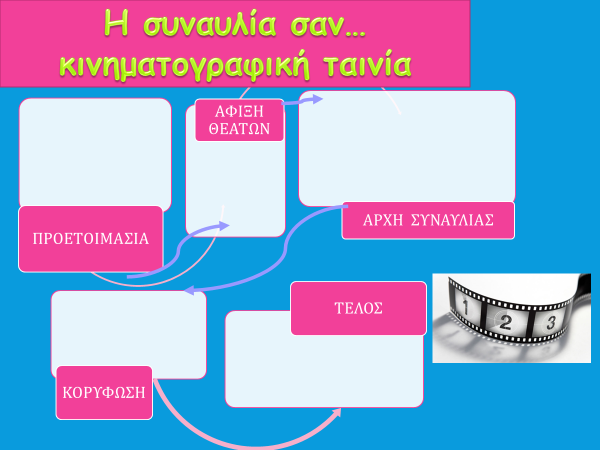 Η συναυλία σαν...
κινηματογραφική ταινία
ΑΦΙΞΗ
ΘΕΑΤΩΝ
ΠΡΟΕΤΟΙΜΑΣΙΑ
ΑΡΧΗ ΣΥΝΑΥΛΙΑΣ
ΚΟΡΥΦΩΣΗ
ΤΕΛΟΣ
1 2 3